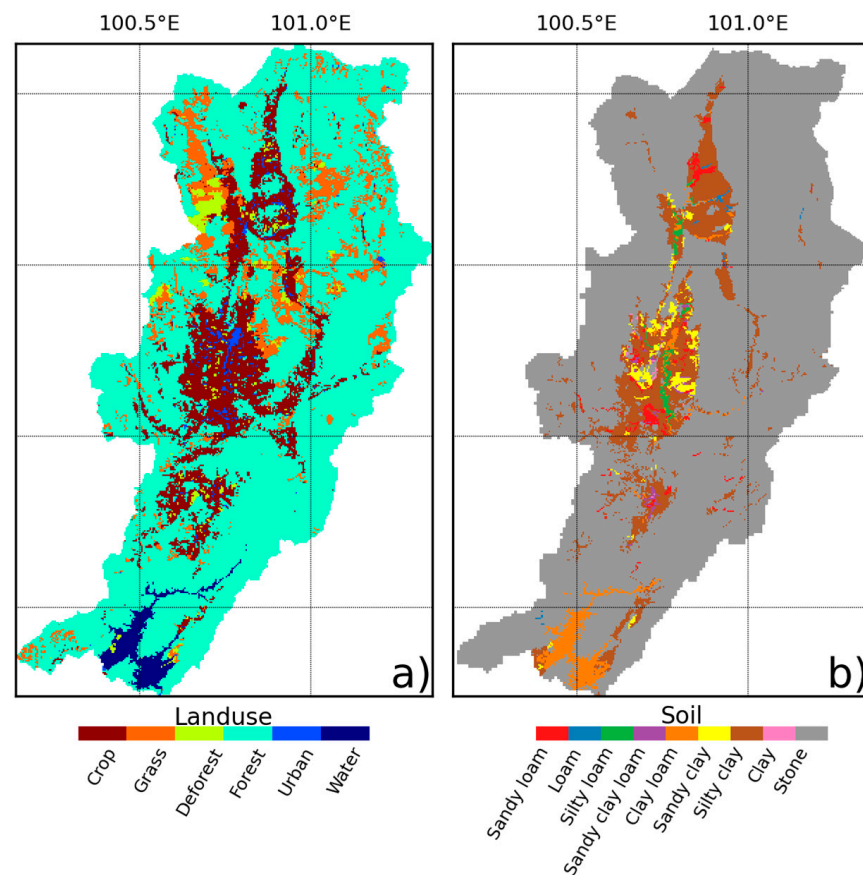 100.5°E 101.0°E
100.5°E 101.0°E
a)
b)
Landuse
Crop
Grass
Deforest
Forest
Urban
Water
Soil
Sandy loam
Loam
Silty loam
Sandy clay loam
Clay loam
Sandy clay
Silty clay
Clay
Stone